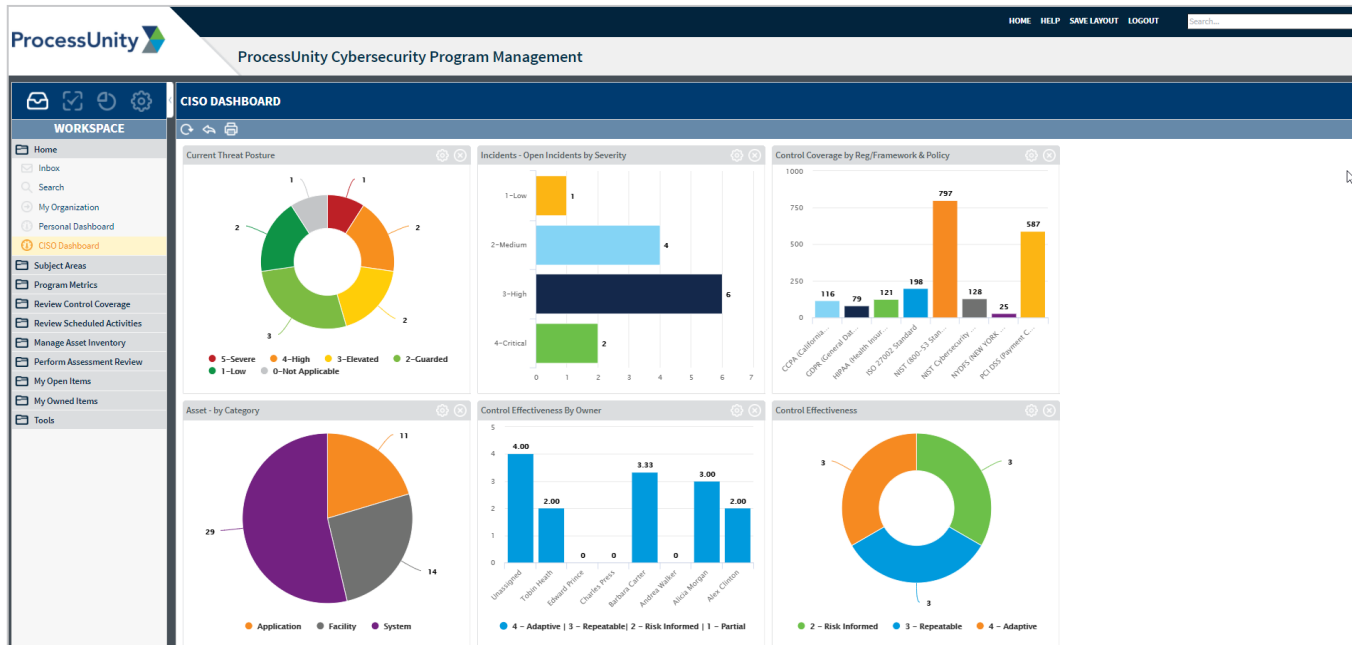 HOME HELP SAVE LAYOUT LOGOUT Search...
ProcessUnity
ProcessUnity Cybersecurity Program Management
WORKSPACE
Home
Inbox
Search
My Organization
Personal Dashboard
CISO Dashboard
Subject Areas
Program Metrics
Review Control Coverage
Review Scheduled Activities
Manage Asset Inventory
Perform Assessment Review
My Open Items
My Owned Items
Tools
CISO DASHBOARD
Current Threat Posture
1 1
2 2
2
3
5-Severe 4-High 3-Elevated 2-Guarded
1-Low 0-Not Applicable
Incidents - Open Incidents by Severity
1-Low 1
2-Medium 4
3-High 6
4-Critical 2
0 1 2 3 4 5 6 7
Control Coverage by Reg/Framework & Policy
1000
750
500
250
0
116 79 121 198 797 128 25 587
CCPA (California...
GDPR (General Dat...
HIPAA (Health Insur...
ISO 27002 Standard
NIST (800-53 Stan...
NIST Cybersecurity ...
NYDFS (NEW YORK ...
PCI DSS (Payment C...
Asset - by Category
11
29
14
Application Facility System
Control Effectiveness By Owner
5
4
3
2
1
0
4.00 2.00 0 0 3.33 0 3.00 2.00
Unassigned
Tobin Heath
Edward Prince
Charles Press
Barbara Carter
Andrea Walker
Alicia Morgan
Alex Clinton
4 - Adaptive | 3 - Repeatable| 2 - Risk Informed | 1 - Partial
Control Effectiveness
3 3
3
2 - Risk Informed 3 - Repeatable 4 - Adaptive